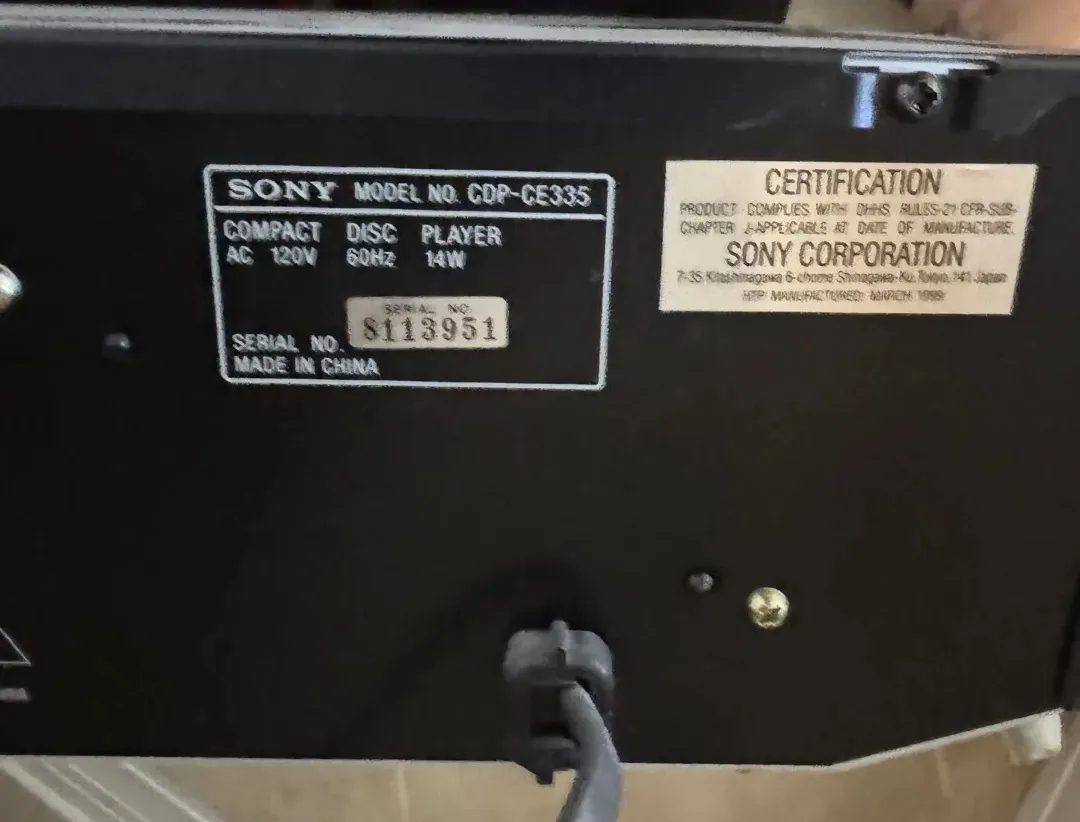 SONY MODEL NO. CDP-CE335
COMPACT DISC PLAYER
AC 120V 60Hz 14W
SERIAL NO.
8113951
SERIAL NO.
MADE IN CHINA
CERTIFICATION
PRODUCT COMPLIES WITH DHHS RULES 21 CFR SUB-
CHAPTER J APPLICABLE AT DATE OF MANUFACTURE.
SONY CORPORATION
7-35 Kitashinagawa 6-chome Shinagawa-Ku, Tokyo, 141 Japan
MANUFACTURED: MARCH 1999